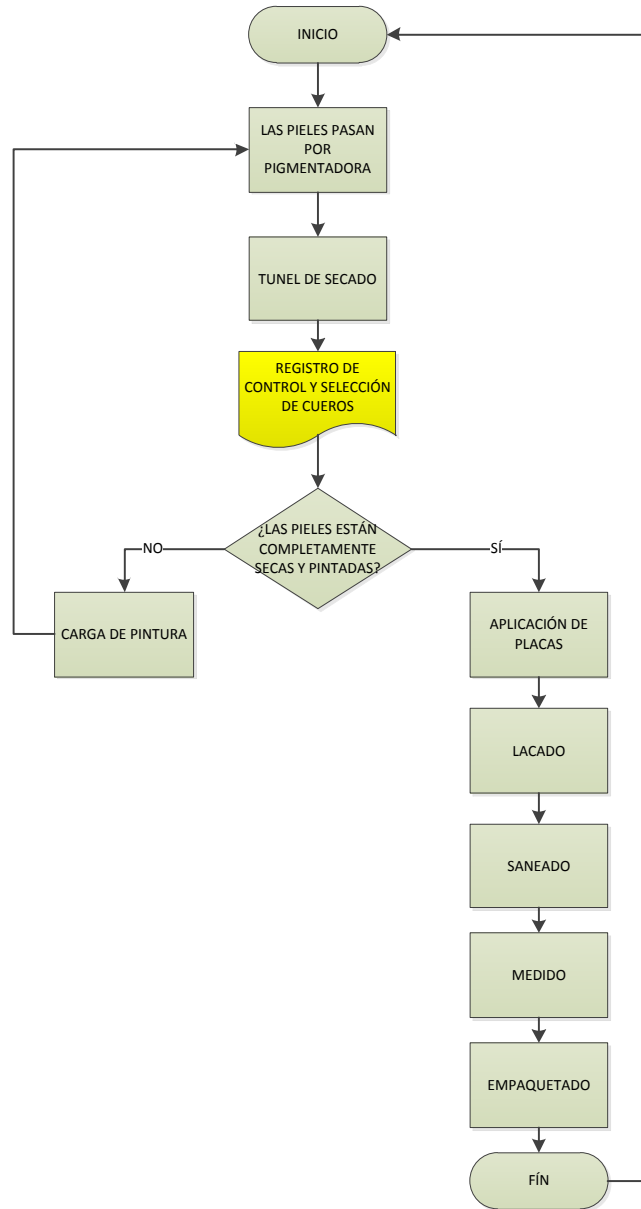 INICIO
LAS PIELES PASAN
POR
PIGMENTADORA
TUNEL DE SECADO
REGISTRO DE
CONTROL Y SELECCIÓN
DE CUEROS
¿LAS PIELES ESTÁN
COMPLETAMENTE
SECAS Y PINTADAS?
NO
SÍ
CARGA DE PINTURA
APLICACIÓN DE
PLACAS
LACADO
SANEADO
MEDIDO
EMPAQUETADO
FÍN